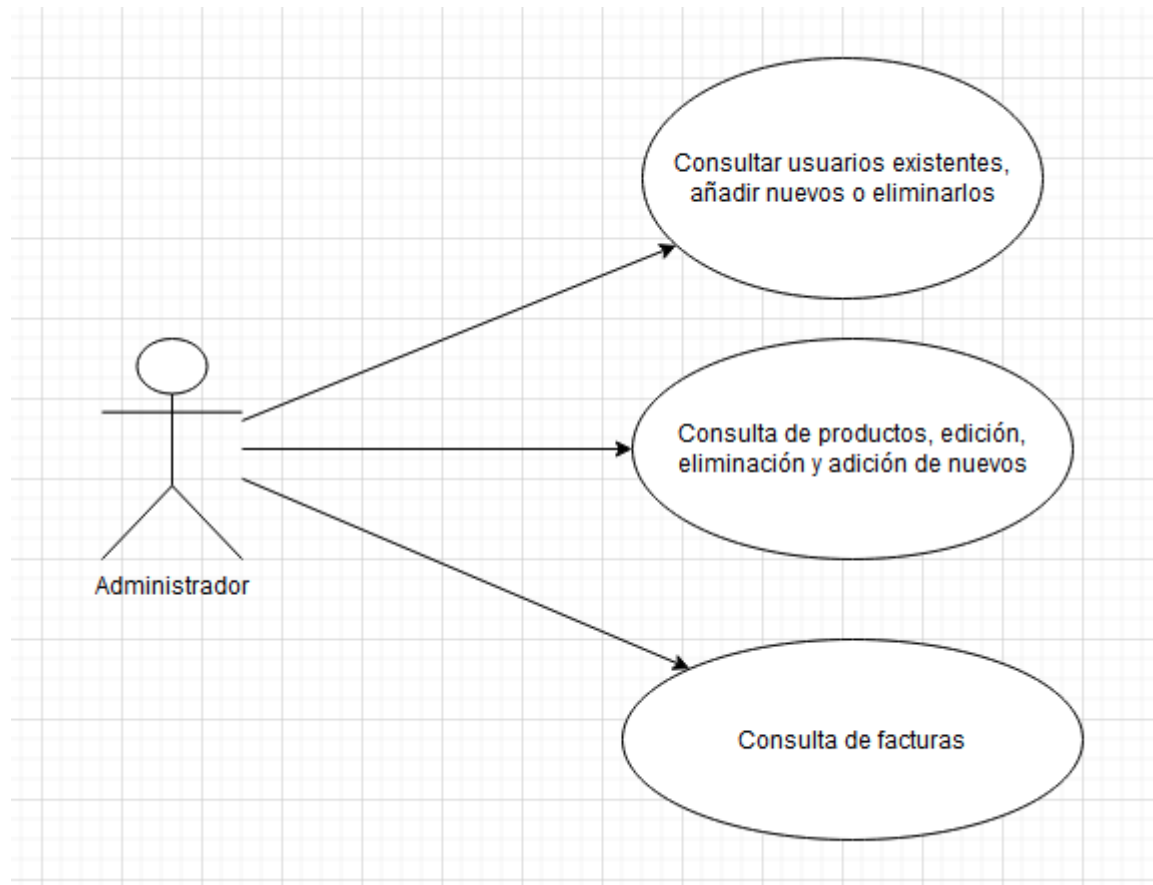 Consultar usuarios existentes,
añadir nuevos o eliminarlos
Consulta de productos, edición,
eliminación y adición de nuevos
Administrador
Consulta de facturas